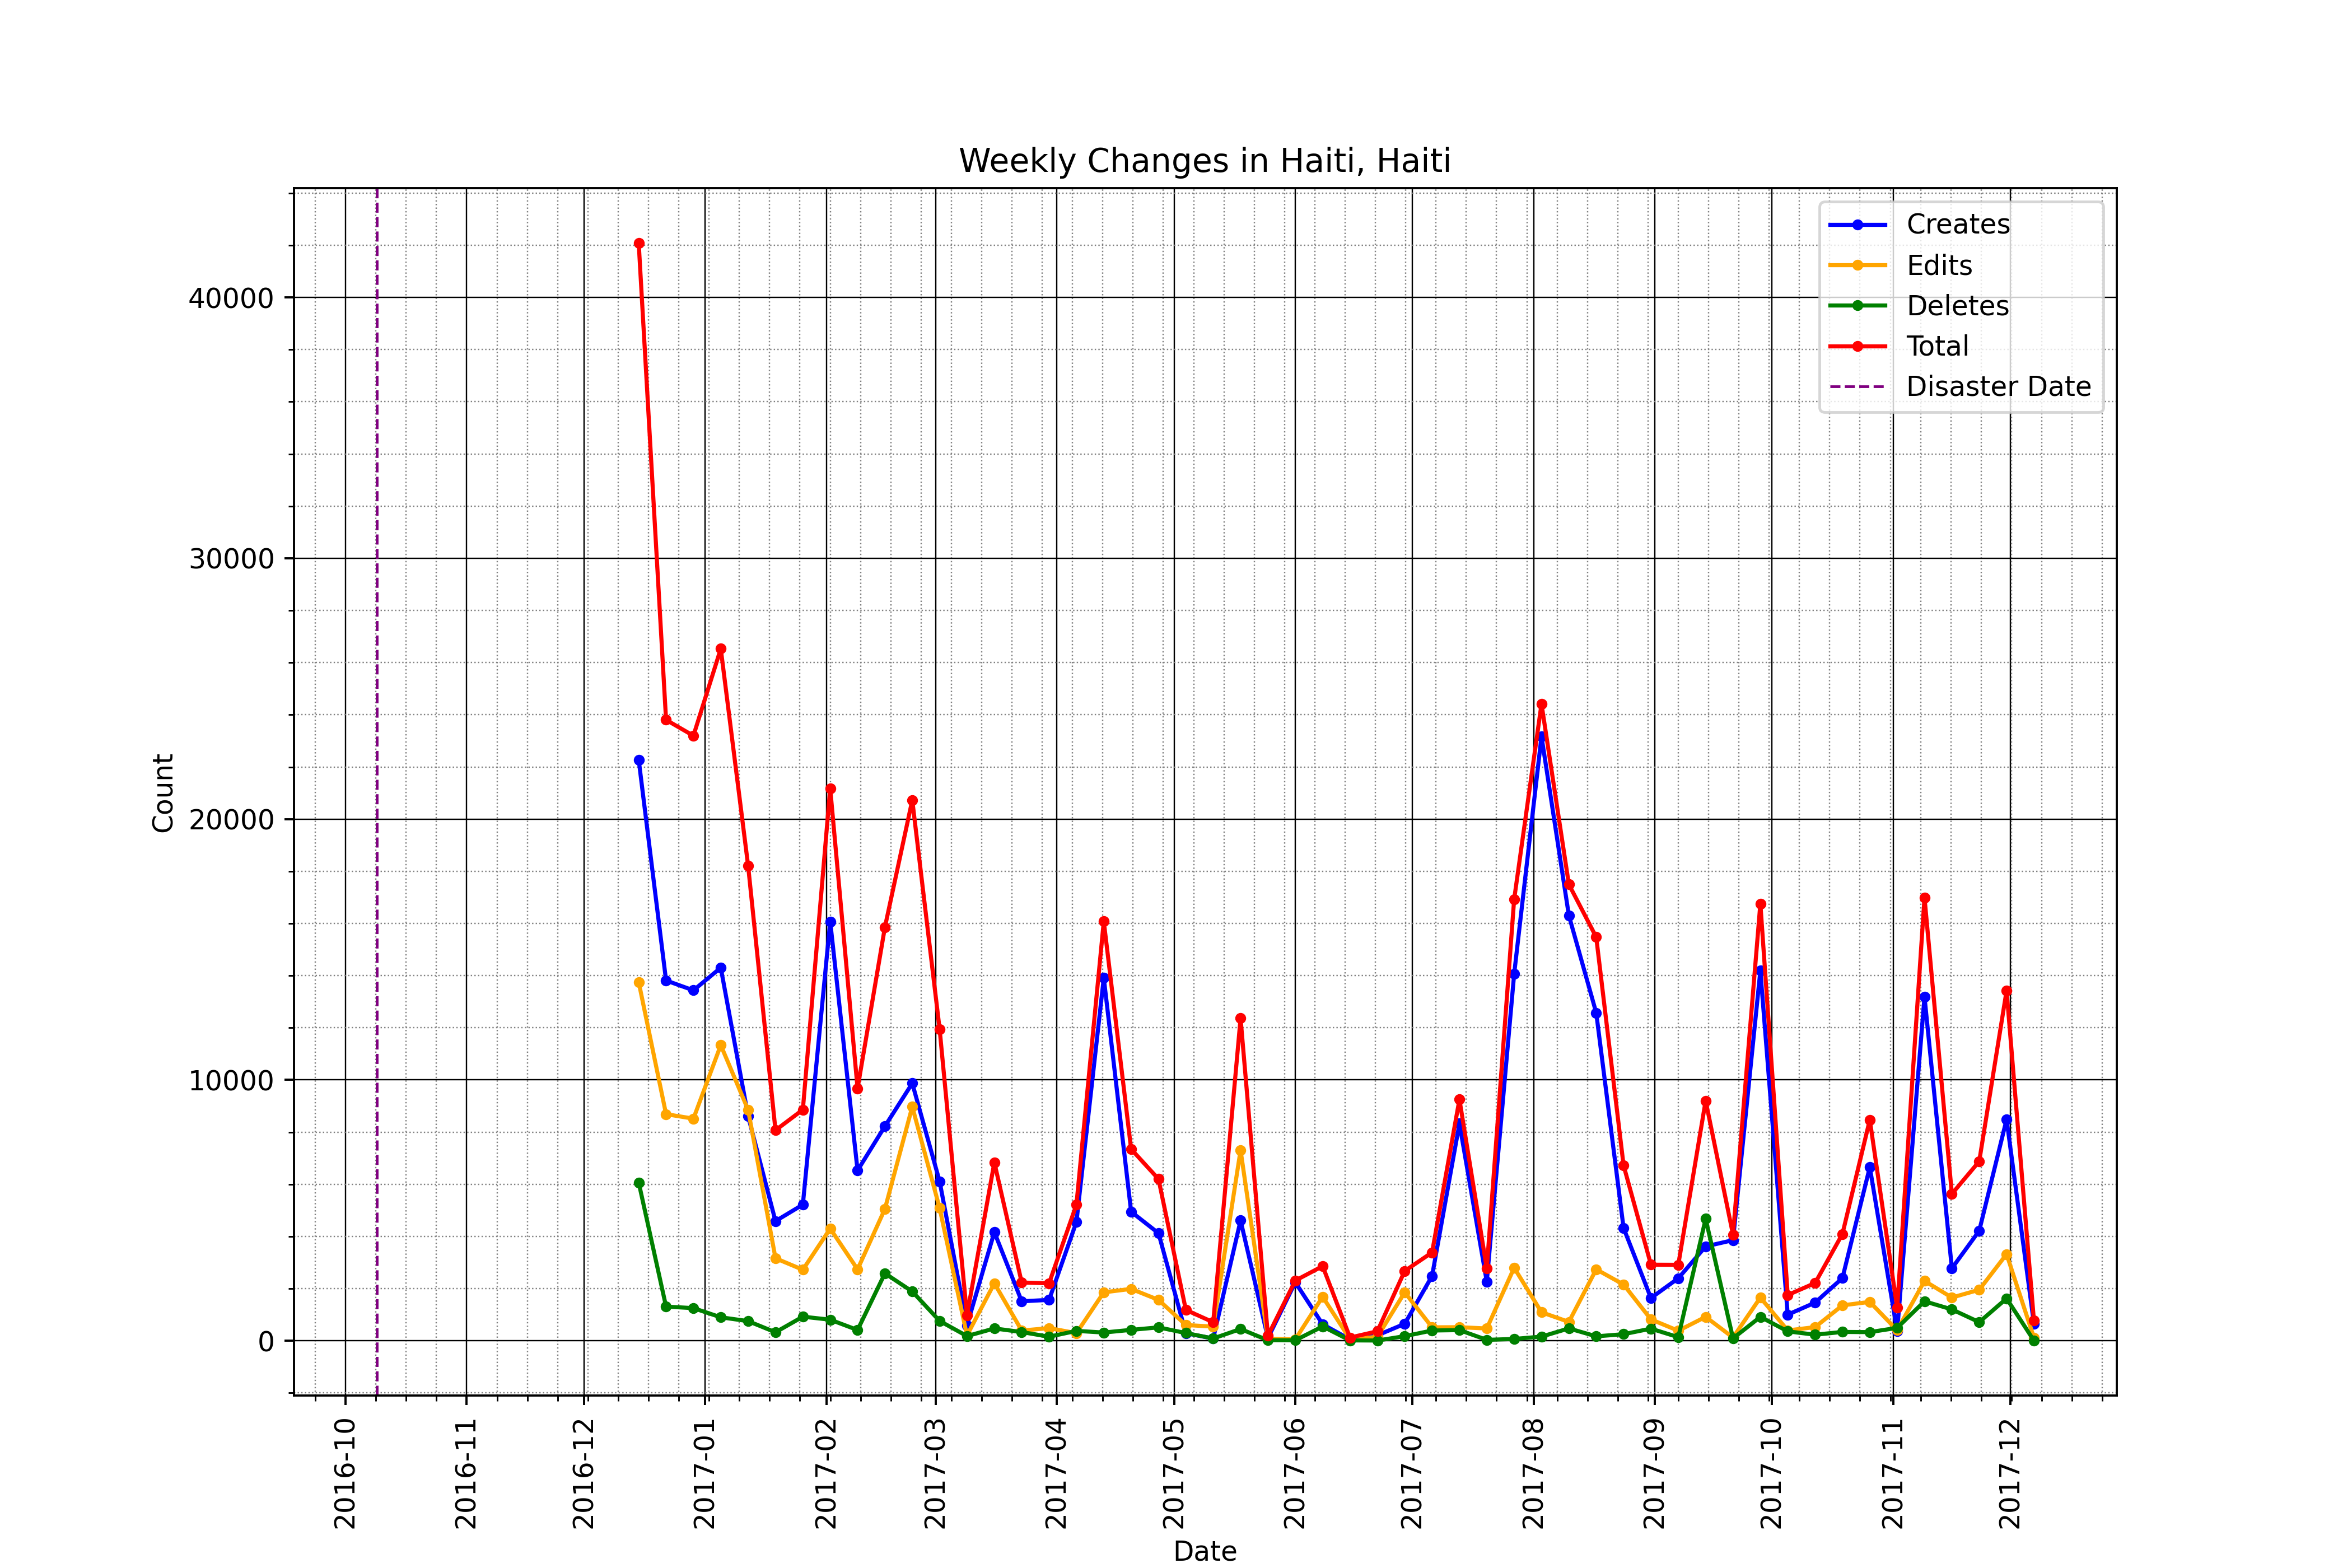 Weekly Changes in Haiti, Haiti
Creates
Edits
Deletes
Total
Disaster Date
Count
40000
30000
20000
10000
0
2016-10
2016-11
2016-12
2017-01
2017-02
2017-03
2017-04
2017-05
2017-06
2017-07
2017-08
2017-09
2017-10
2017-11
2017-12
Date